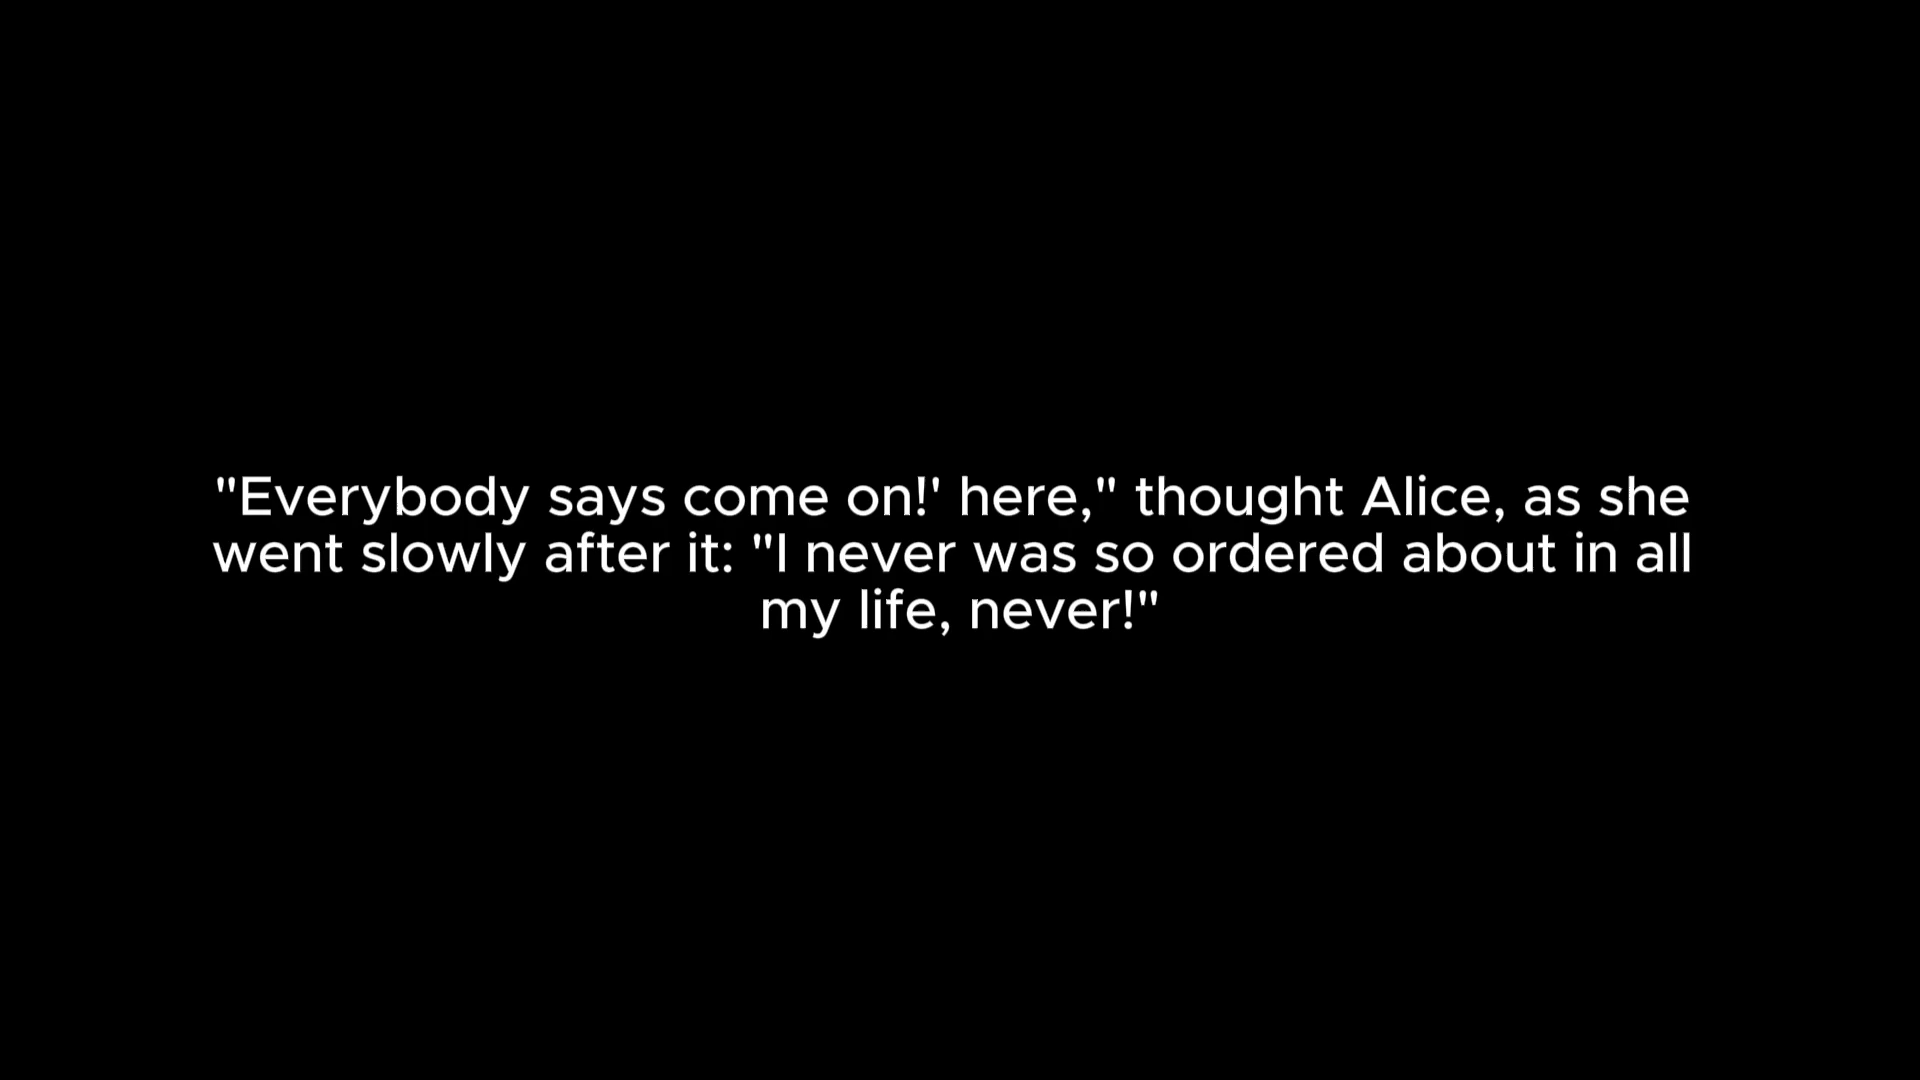 "Everybody says come on!' here," thought Alice, as she
went slowly after it: "I never was so ordered about in all
my life, never!"